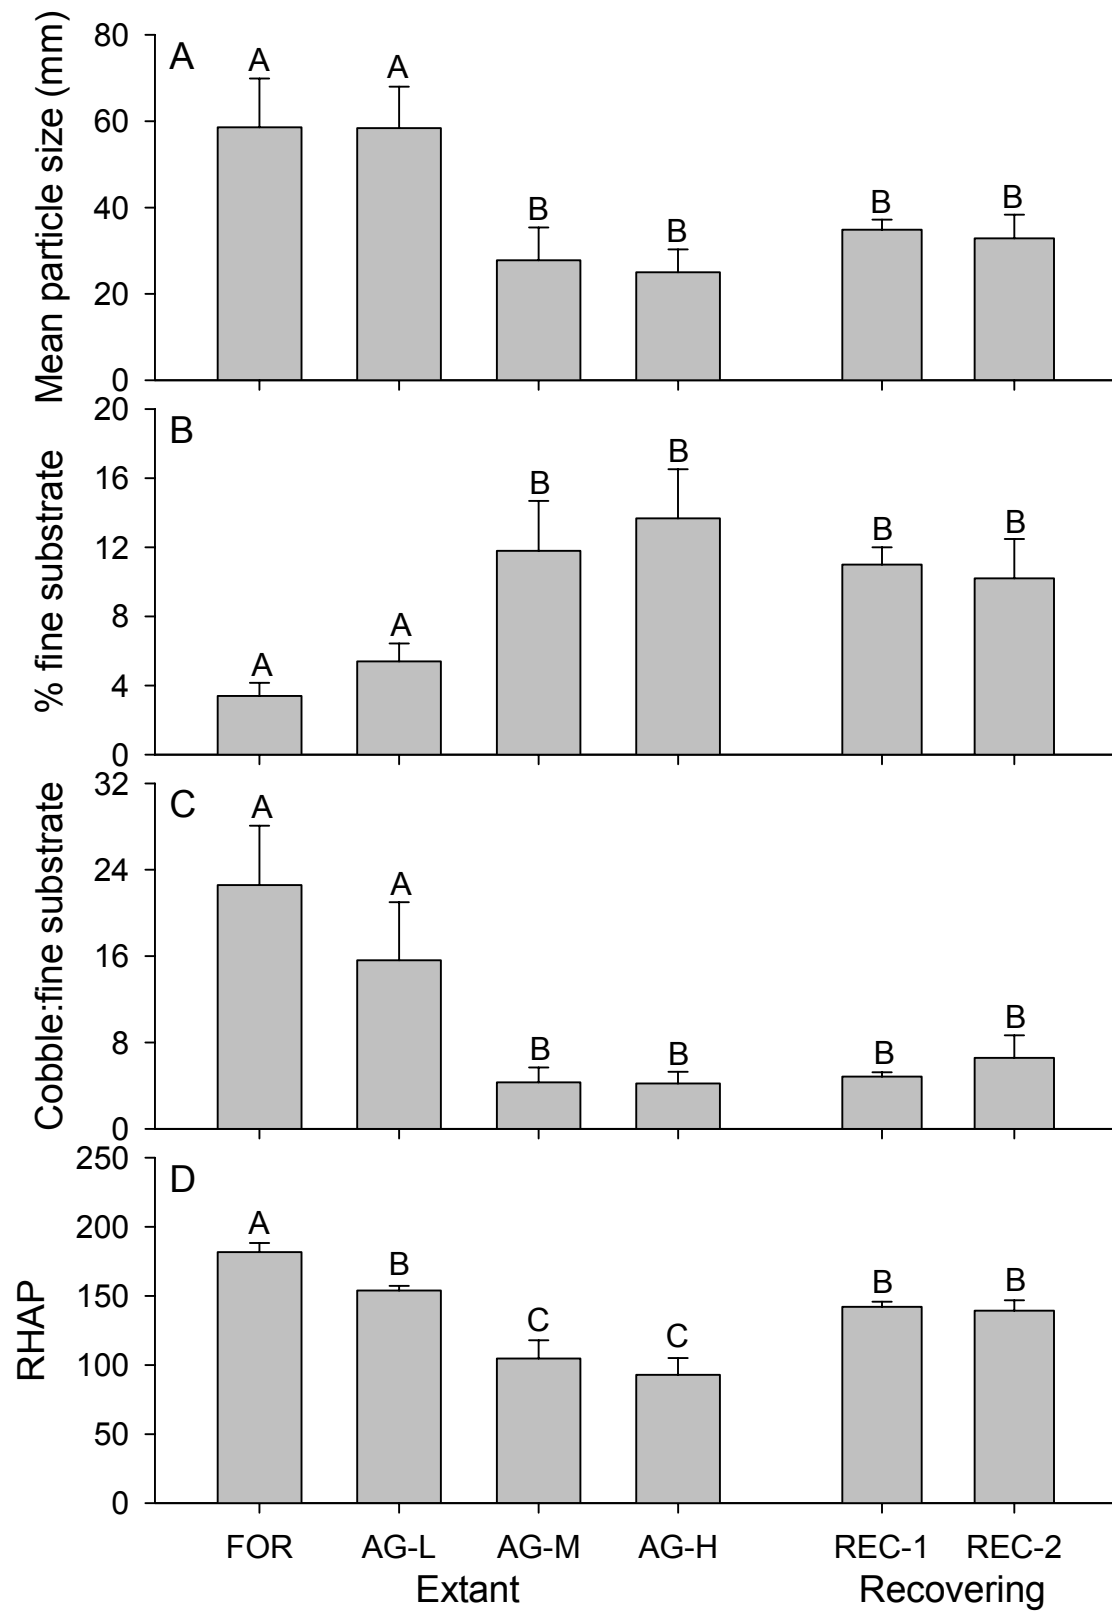 Mean particle size (mm)
A
80
60
40
20
0
A
A
B
B
B
B
% fine substrate
B
20
16
12
8
4
0
A
A
B
B
B
B
Cobble:fine substrate
C
32
24
16
8
0
A
A
B
B
B
B
RHAP
D
250
200
150
100
50
0
A
B
C
C
B
B
FOR AG-L AG-M AG-H REC-1 REC-2
Extant Recovering